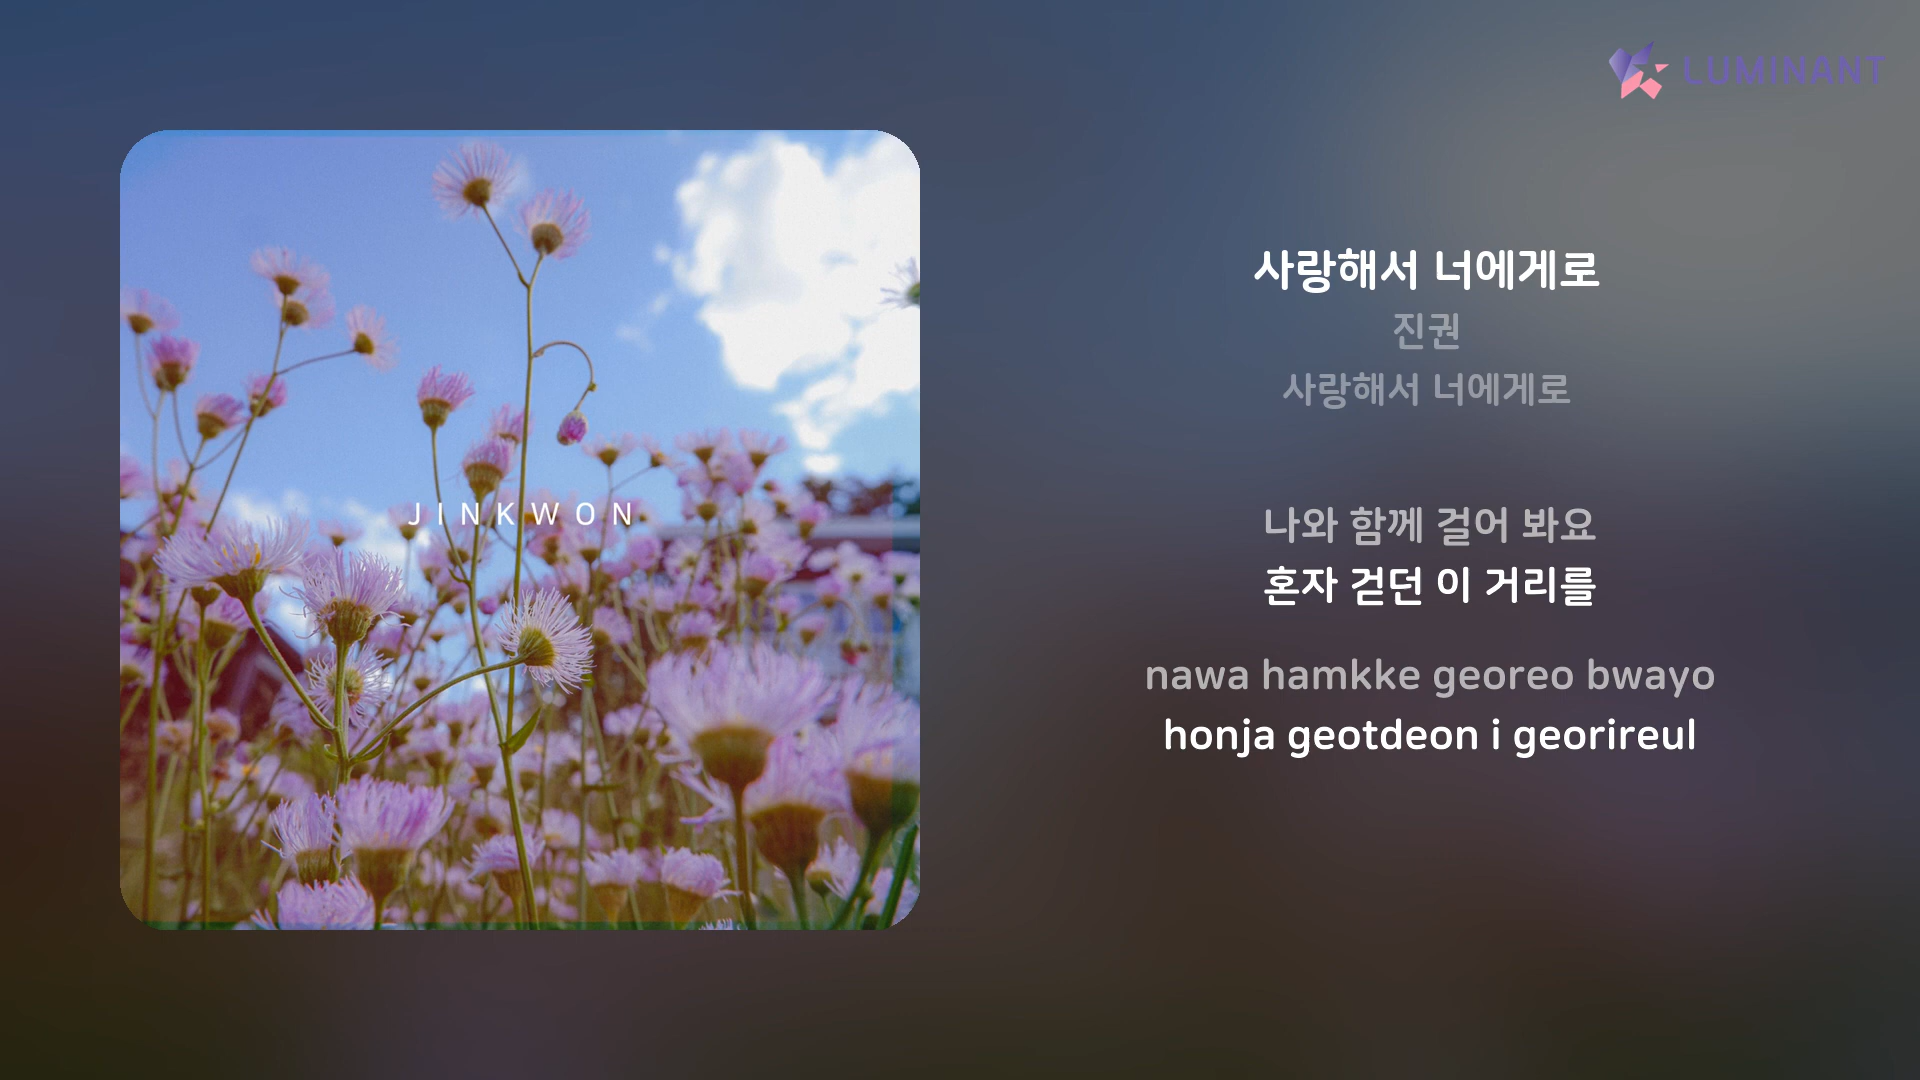 LUMINANT
JINKWON
사랑해서 너에게로
진권
사랑해서 너에게로
나와 함께 걸어 봐요
혼자 걷던 이 거리를
nawa hamkke georeo bwayo
honja geotdeon i georireul